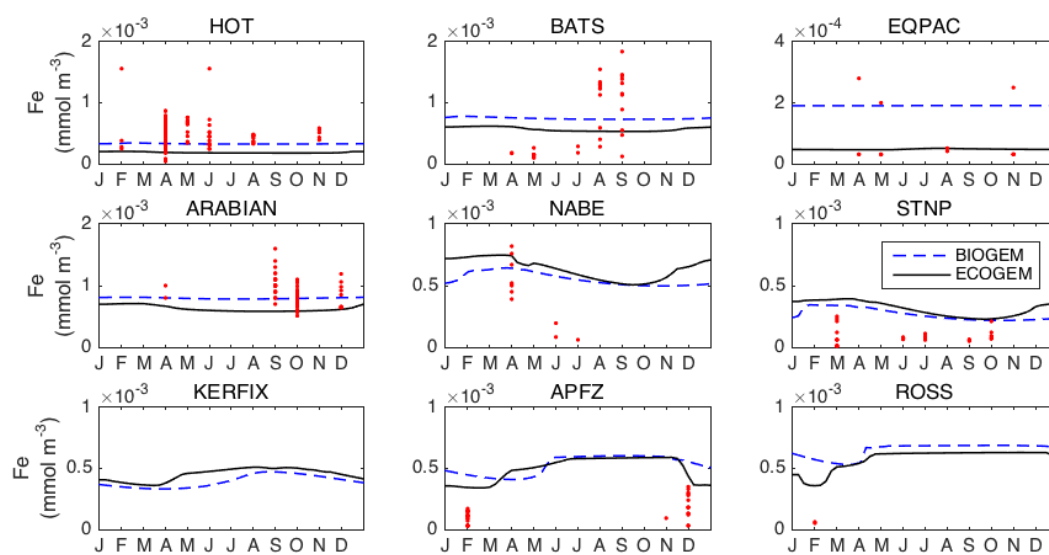 HOT
BATS
EQPAC
×10⁻³
×10⁻³
×10⁻⁴
Fe
(mmol m⁻³)
2
1
0
2
1
0
4
2
0
J F M A M J J A S O N D
J F M A M J J A S O N D
J F M A M J J A S O N D
ARABIAN
NABE
STNP
×10⁻³
×10⁻³
×10⁻³
Fe
(mmol m⁻³)
2
1
0
1
0.5
0
1
0.5
0
BIOGEM
ECOGEM
J F M A M J J A S O N D
J F M A M J J A S O N D
J F M A M J J A S O N D
KERFIX
APFZ
ROSS
×10⁻³
×10⁻³
×10⁻³
Fe
(mmol m⁻³)
1
0.5
0
1
0.5
0
1
0.5
0
J F M A M J J A S O N D
J F M A M J J A S O N D
J F M A M J J A S O N D